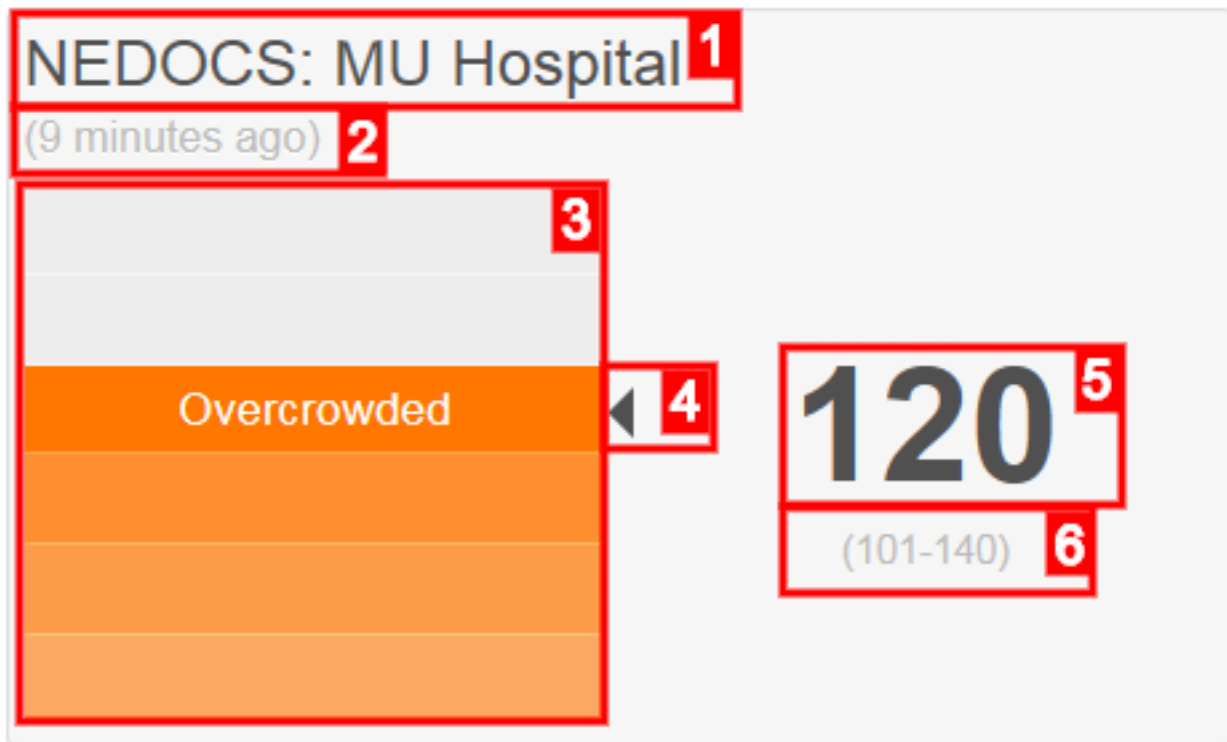 NEDOCS: MU Hospital 1
(9 minutes ago) 2
3
Overcrowded 4
120 5
(101-140) 6